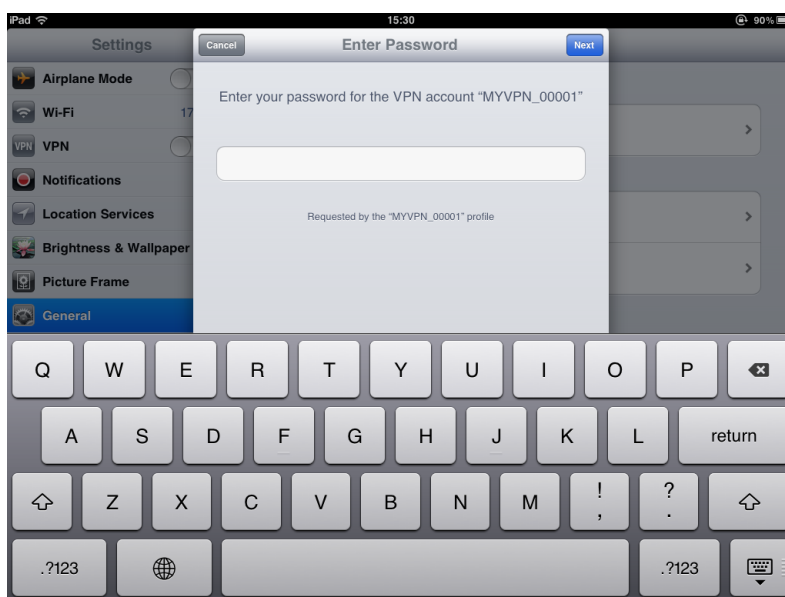 iPad 15:30 90%
Settings Cancel Enter Password Next
Airplane Mode
Enter your password for the VPN account “MYVPN_00001”
Wi-Fi 17
VPN VPN
Notifications
Location Services Requested by the “MYVPN_00001” profile
Brightness & Wallpaper
Picture Frame
General
Q W E R T Y U I O P
A S D F G H J K L return
Z X C V B N M ! , ? .
.?123 .?123